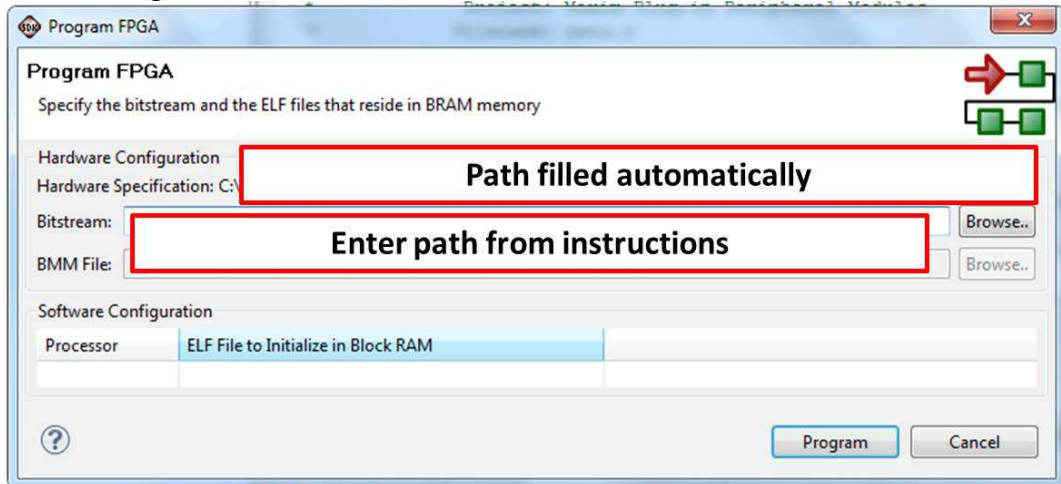 Program FPGA
Program FPGA
Specify the bitstream and the ELF files that reside in BRAM memory
Hardware Configuration
Path filled automatically
Hardware Specification: C:\
Bitstream:
Browse..
Enter path from instructions
BMM File:
Browse..
Software Configuration
Processor ELF File to Initialize in Block RAM
Program Cancel